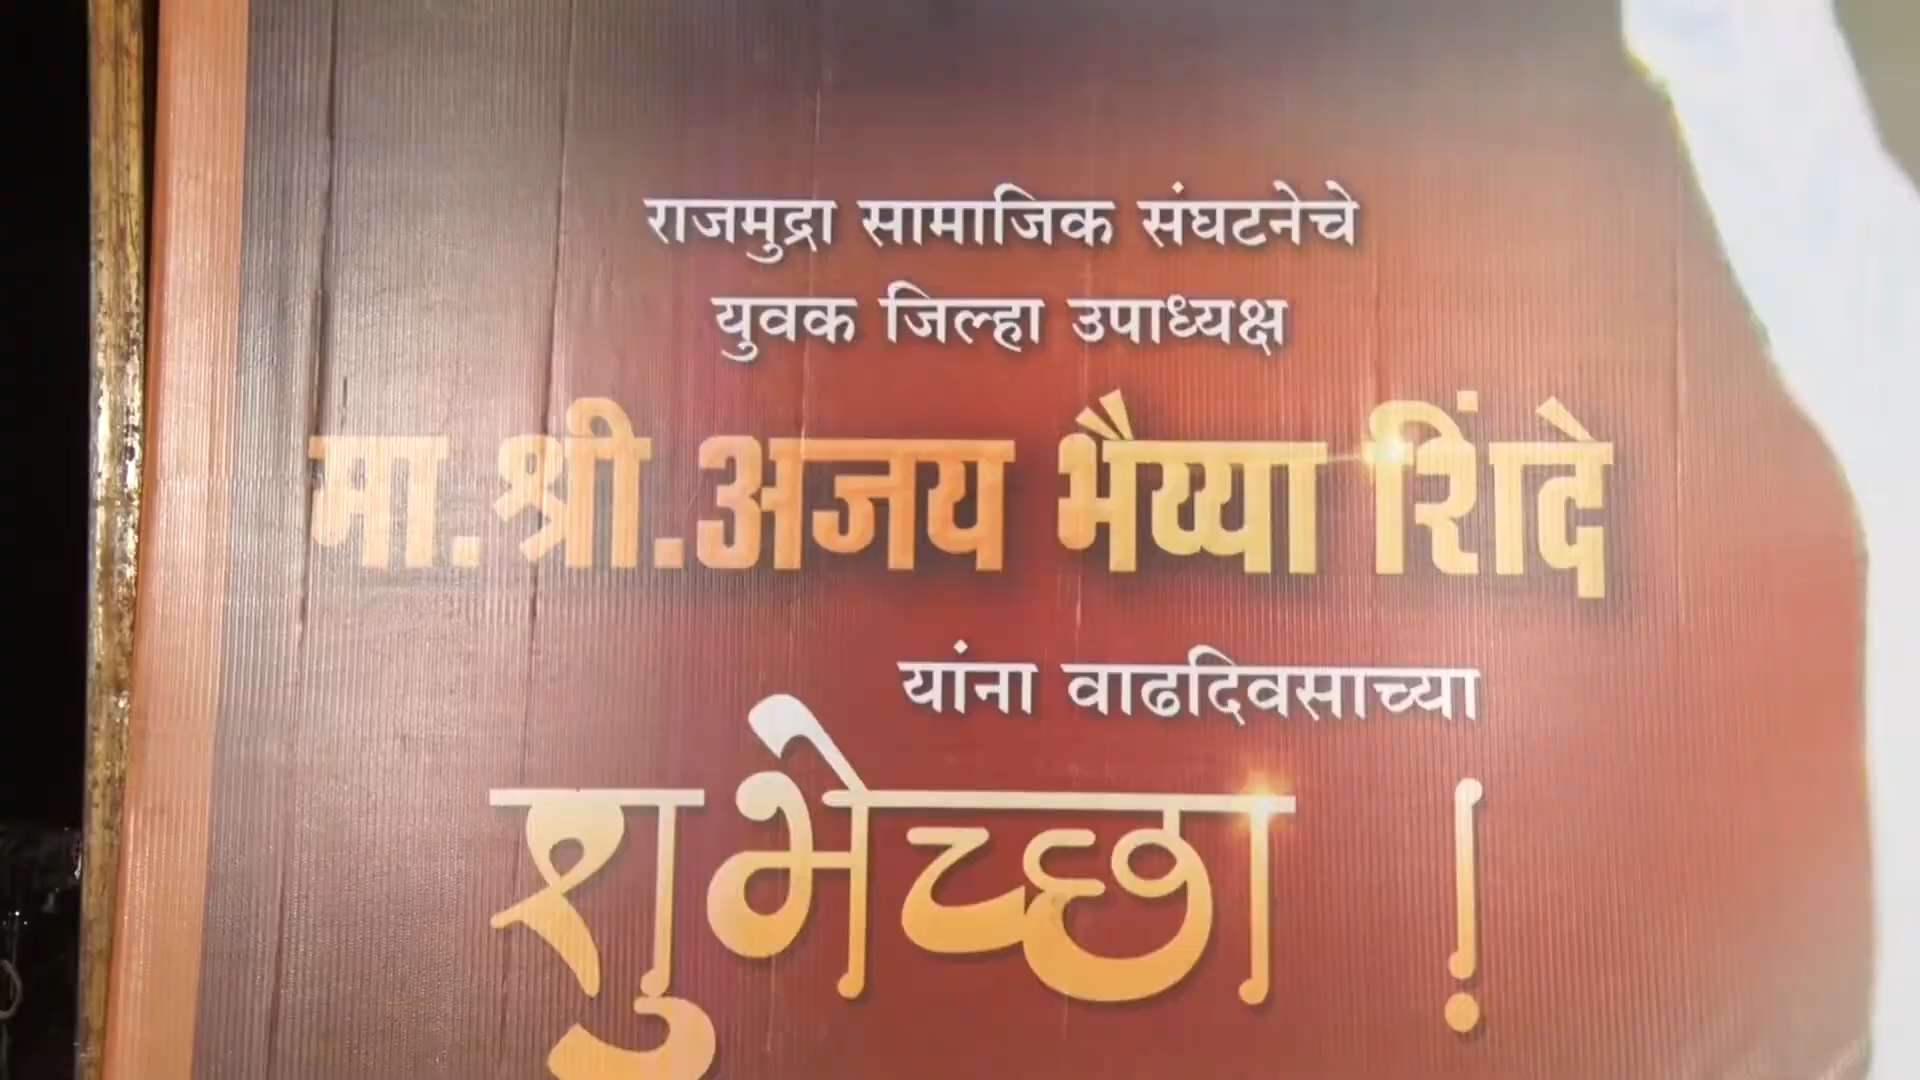 राजमुद्रा सामाजिक संघटनेचे
युवक जिल्हा उपाध्यक्ष
मा. श्री. अजय भैय्या शिंदे
यांना वाढदिवसाच्या
शुभेच्छा !